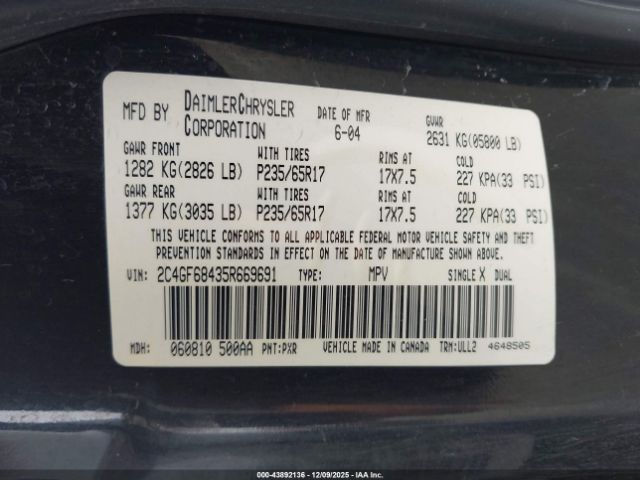 MFD BY DAIMLERCHRYSLER CORPORATION DATE OF MFR 6-04 GVWR 2631 KG(05800 LB)
GAWR FRONT WITH TIRES RIMS AT COLD
1282 KG(2826 LB) P235/65R17 17X7.5 227 KPA(33 PSI)
GAWR REAR WITH TIRES RIMS AT COLD
1377 KG(3035 LB) P235/65R17 17X7.5 227 KPA(33 PSI)
THIS VEHICLE CONFORMS TO ALL APPLICABLE FEDERAL MOTOR VEHICLE SAFETY AND THEFT
PREVENTION STANDARDS IN EFFECT ON THE DATE OF MANUFACTURE SHOWN ABOVE.
VIN: 2C4GF68435R669691 TYPE: MPV SINGLE X DUAL
MDH: 060810 500AA PNT:PXR VEHICLE MADE IN CANADA TRM:ULL2 4648505
000-43892136 - 12/09/2025 - IAA Inc.